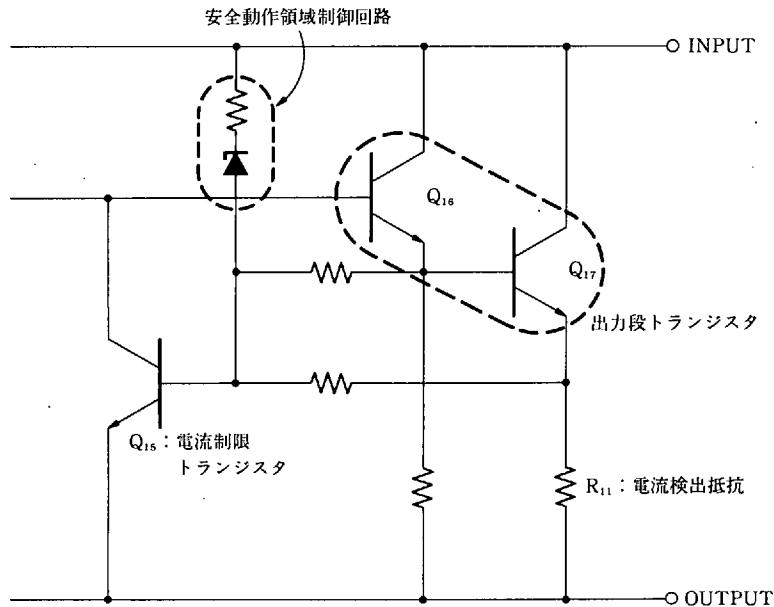 安全動作領域制御回路
INPUT
Q₁₆
Q₁₇
出力段トランジスタ
Q₁₅：電流制限
トランジスタ
R₁₁：電流検出抵抗
OUTPUT